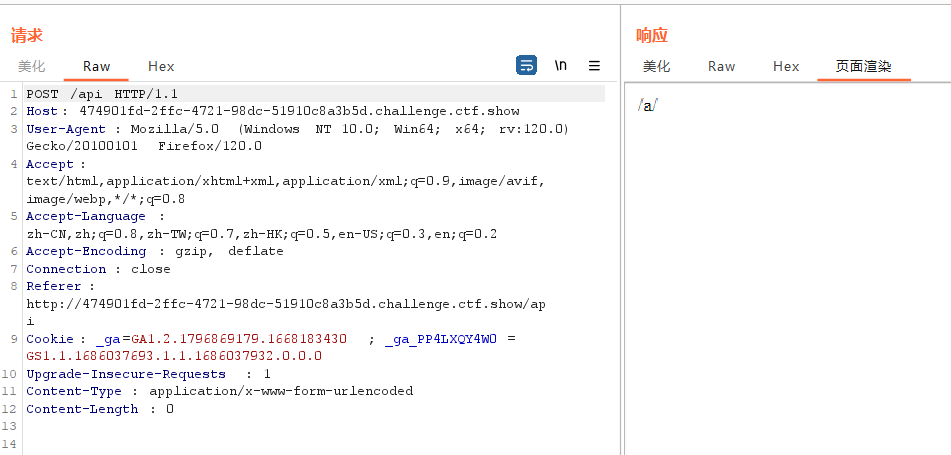 请求
美化 Raw Hex
\n
1 POST /api HTTP/1.1
2 Host: 474901fd-2ffc-4721-98dc-51910c8a3b5d.challenge.ctf.show
3 User-Agent : Mozilla/5.0 (Windows NT 10.0; Win64; x64; rv:120.0)
Gecko/20100101 Firefox/120.0
4 Accept :
text/html,application/xhtml+xml,application/xml;q=0.9,image/avif,
image/webp,*/*;q=0.8
5 Accept-Language :
zh-CN,zh;q=0.8,zh-TW;q=0.7,zh-HK;q=0.5,en-US;q=0.3,en;q=0.2
6 Accept-Encoding : gzip, deflate
7 Connection : close
8 Referer :
http://474901fd-2ffc-4721-98dc-51910c8a3b5d.challenge.ctf.show/ap
i
9 Cookie : _ga=GA1.2.1796869179.1668183430 ; _ga_PP4LXQY4W0 =
GS1.1.1686037693.1.1.1686037932.0.0.0
10 Upgrade-Insecure-Requests : 1
11 Content-Type : application/x-www-form-urlencoded
12 Content-Length : 0
13
14
响应
美化 Raw Hex 页面渲染
/a/